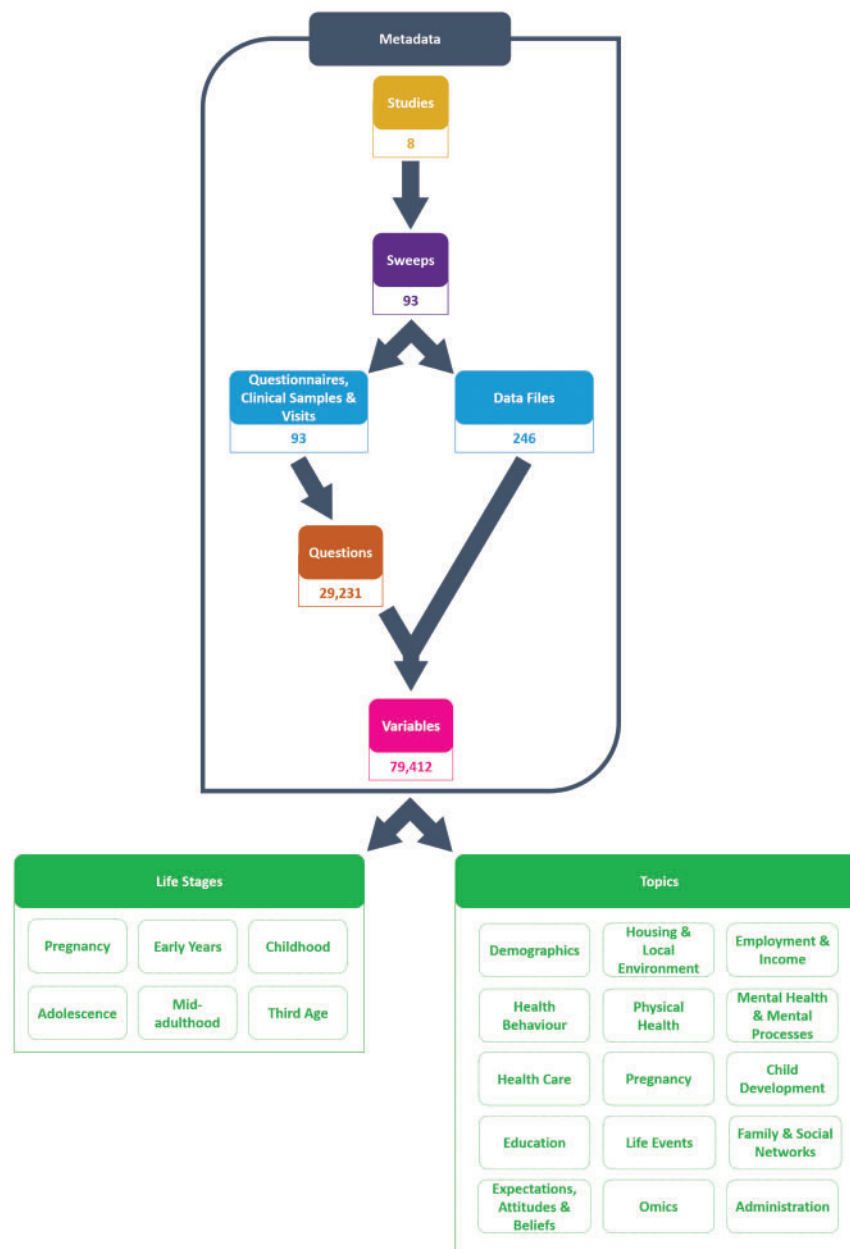 Metadata
Studies
8
Sweeps
93
Questionnaires,
Clinical Samples &
Visits
93
Data Files
246
Questions
29,231
Variables
79,412
Life Stages
Pregnancy
Early Years
Childhood
Adolescence
Mid-
adulthood
Third Age
Topics
Demographics
Housing &
Local
Environment
Employment &
Income
Health
Behaviour
Physical
Health
Mental Health
& Mental
Processes
Health Care
Pregnancy
Child
Development
Education
Life Events
Family & Social
Networks
Expectations,
Attitudes &
Beliefs
Omics
Administration